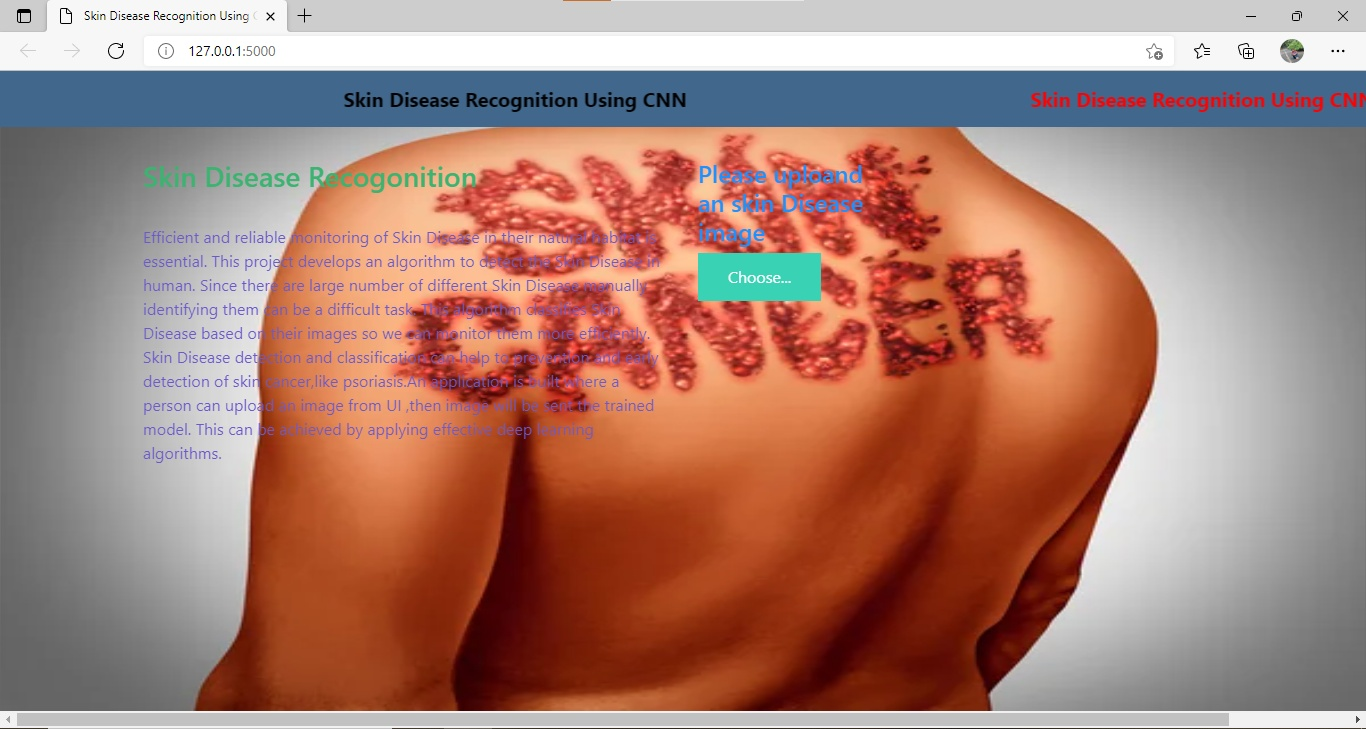 Skin Disease Recognition Using
127.0.0.1:5000
Skin Disease Recognition Using CNN
Skin Disease Recognition Using CNN
Skin Disease Recogonition
Efficient and reliable monitoring of Skin Disease in their natural habitat is
essential. This project develops an algorithm to detect the Skin Disease in
human. Since there are large number of different Skin Disease manually
identifying them can be a difficult task. This algorithm classifies Skin
Disease based on their images so we can monitor them more efficiently.
Skin Disease detection and classification can help to prevention and early
detection of skin cancer,like psoriasis.An application is built where a
person can upload an image from UI ,then image will be sent the trained
model. This can be achieved by applying effective deep learning
algorithms.
Please uploand
an skin Disease
image
Choose...
SKIN
CANCER